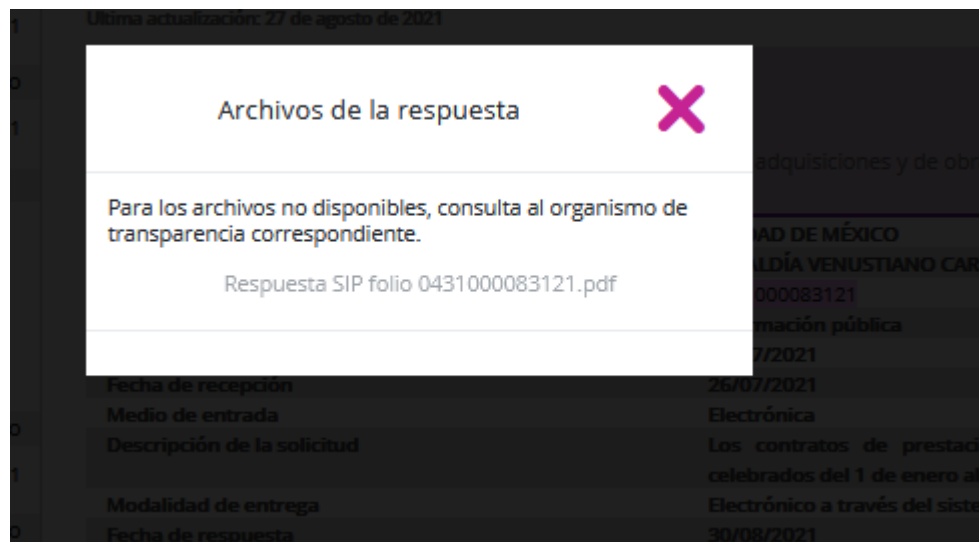 Ultima actualización: 27 de agosto de 2021
Archivos de la respuesta
adquisiciones y de obr
Para los archivos no disponibles, consulta al organismo de
transparencia correspondiente.
AD DE MÉXICO
LDÍA VENUSTIANO CAR
Respuesta SIP folio 0431000083121.pdf
000083121
mación pública
7/2021
Fecha de recepción 26/07/2021
Medio de entrada Electrónica
Descripción de la solicitud Los contratos de prestaci
celebrados del 1 de enero al
Modalidad de entrega Electrónico a través del siste
Fecha de respuesta 30/08/2021